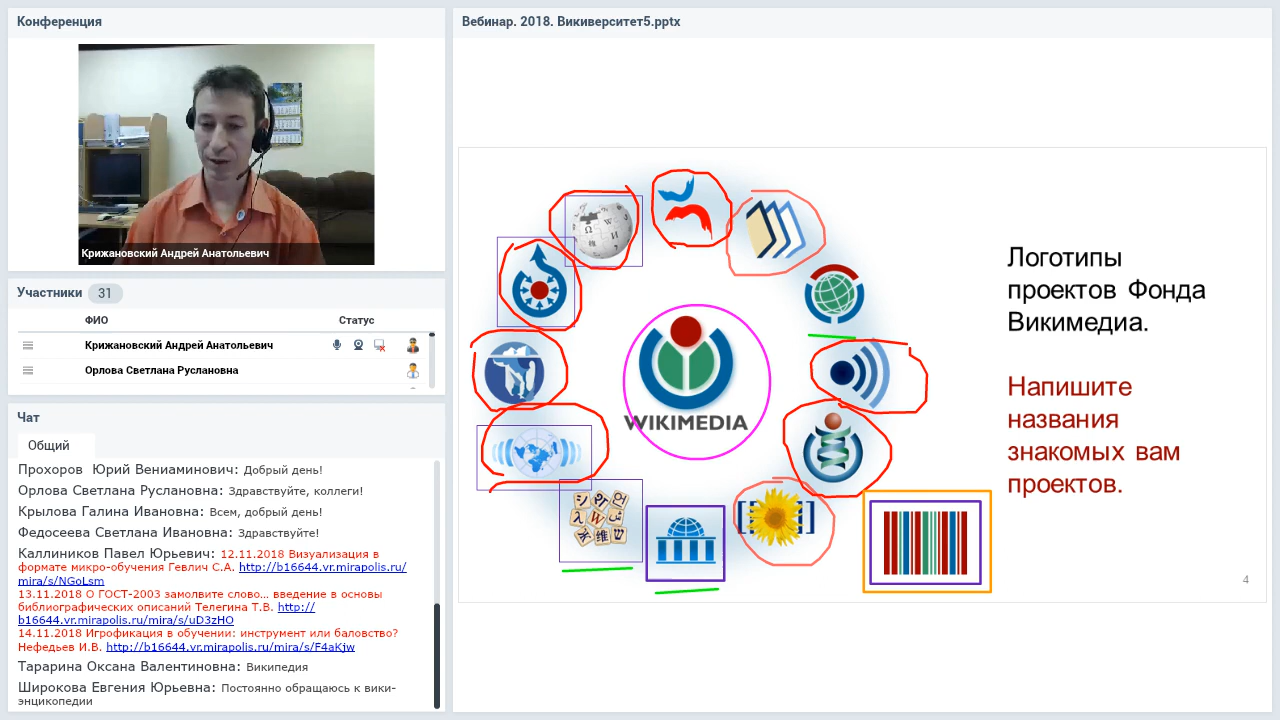 Конференция
Крижановский Андрей Анатольевич
Участники 31
ФИО Статус
Крижановский Андрей Анатольевич
Орлова Светлана Руслановна
Чат
Общий
Прохоров Юрий Вениаминович: Добрый день!
Орлова Светлана Руслановна: Здравствуйте, коллеги!
Крылова Галина Ивановна: Всем, добрый день!
Федосеева Светлана Ивановна: Здравствуйте!
Каллиников Павел Юрьевич: 12.11.2018 Визуализация в
формате микро-обучения Гевлич С.А. http://b16644.vr.mirapolis.ru/
mira/s/NGoLsm
13.11.2018 О ГОСТ-2003 замолвите слово... введение в основы
библиографических описаний Телегина Т.В. http://
b16644.vr.mirapolis.ru/mira/s/uD3zHO
14.11.2018 Игрофикация в обучении: инструмент или баловство?
Нефедьев И.В. http://b16644.vr.mirapolis.ru/mira/s/F4aKjw
Тарарина Оксана Валентиновна: Википедия
Широкова Евгения Юрьевна: Постоянно обращаюсь к вики-
энциклопедии
Вебинар. 2018. Викиверситет5.pptx
WIKIMEDIA
Логотипы
проектов Фонда
Викимедиа.
Напишите
названия
знакомых вам
проектов.
4